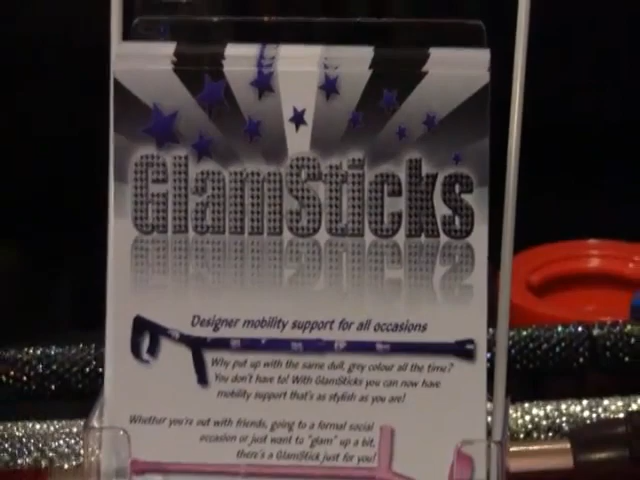 GlamSticks
Designer mobility support for all occasions
Why put up with the same dull, grey colour all the time?
You don't have to! With GlamSticks you can now have
mobility support that's as stylish as you are!
Whether you're out with friends, going to a formal social
occasion or just want to "glam" up a bit,
there's a GlamStick just for you!